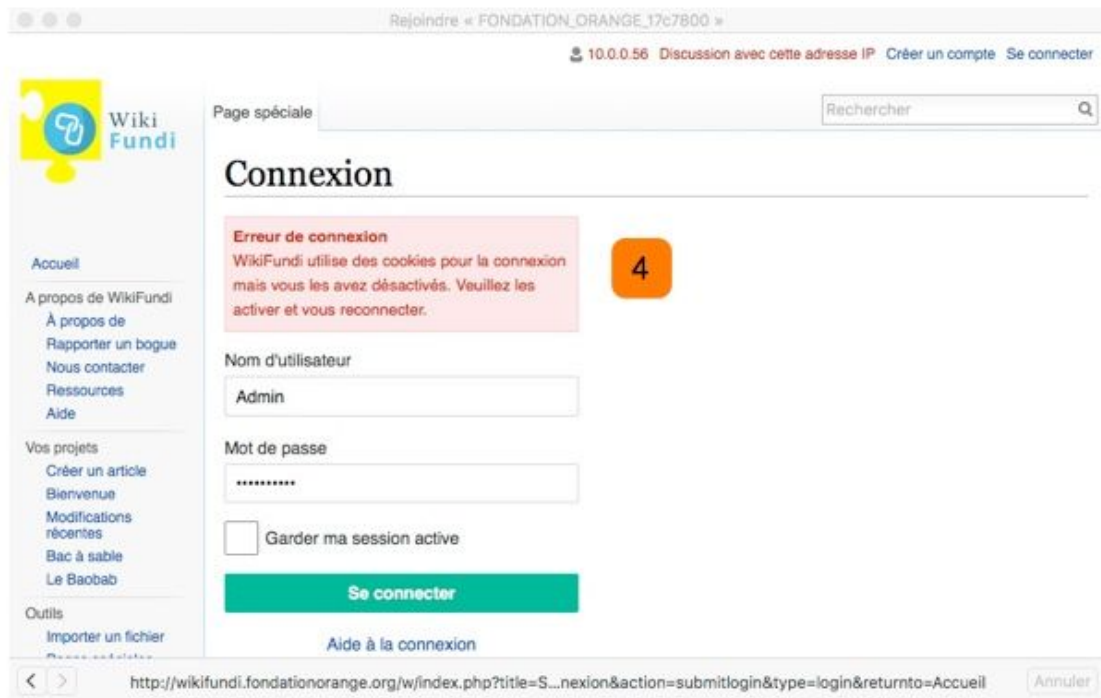 Rejoindre « FONDATION_ORANGE_17c7800 »
10.0.0.56 Discussion avec cette adresse IP Créer un compte Se connecter
Wiki
Fundi
Page spéciale
Rechercher
Connexion
Erreur de connexion
WikiFundi utilise des cookies pour la connexion
mais vous les avez désactivés. Veuillez les
activer et vous reconnecter.
4
Nom d'utilisateur
Admin
Mot de passe
••••••••••
Garder ma session active
Se connecter
Aide à la connexion
Accueil
A propos de WikiFundi
À propos de
Rapporter un bogue
Nous contacter
Ressources
Aide
Vos projets
Créer un article
Bienvenue
Modifications
récentes
Bac à sable
Le Baobab
Outils
Importer un fichier
http://wikifundi.fondationorange.org/w/index.php?title=S...nexion&action=submitlogin&type=login&returnto=Accueil
Annuler